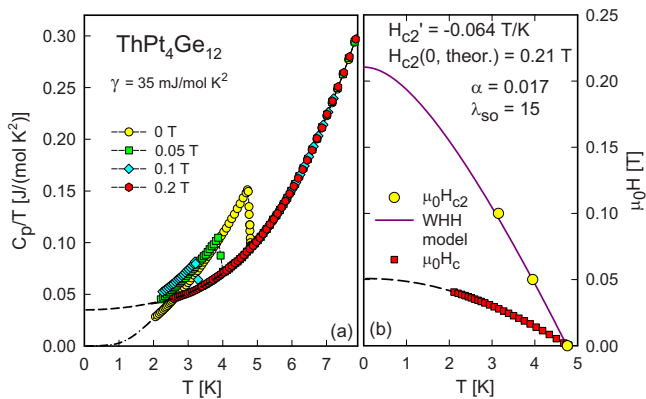 ThPt4Ge12
γ = 35 mJ/mol K²
0 T
0.05 T
0.1 T
0.2 T
Cp/T [J/(mol K²)]
0.30
0.25
0.20
0.15
0.10
0.05
0.00
0 1 2 3 4 5 6 7
T [K]
(a)
Hc2' = -0.064 T/K
Hc2(0, theor.) = 0.21 T
α = 0.017
λso = 15
μ0Hc2
WHH
model
μ0Hc
(b)
0 1 2 3 4 5
T [K]
0.25
0.20
0.15
0.10
0.05
0.00
μ0H [T]